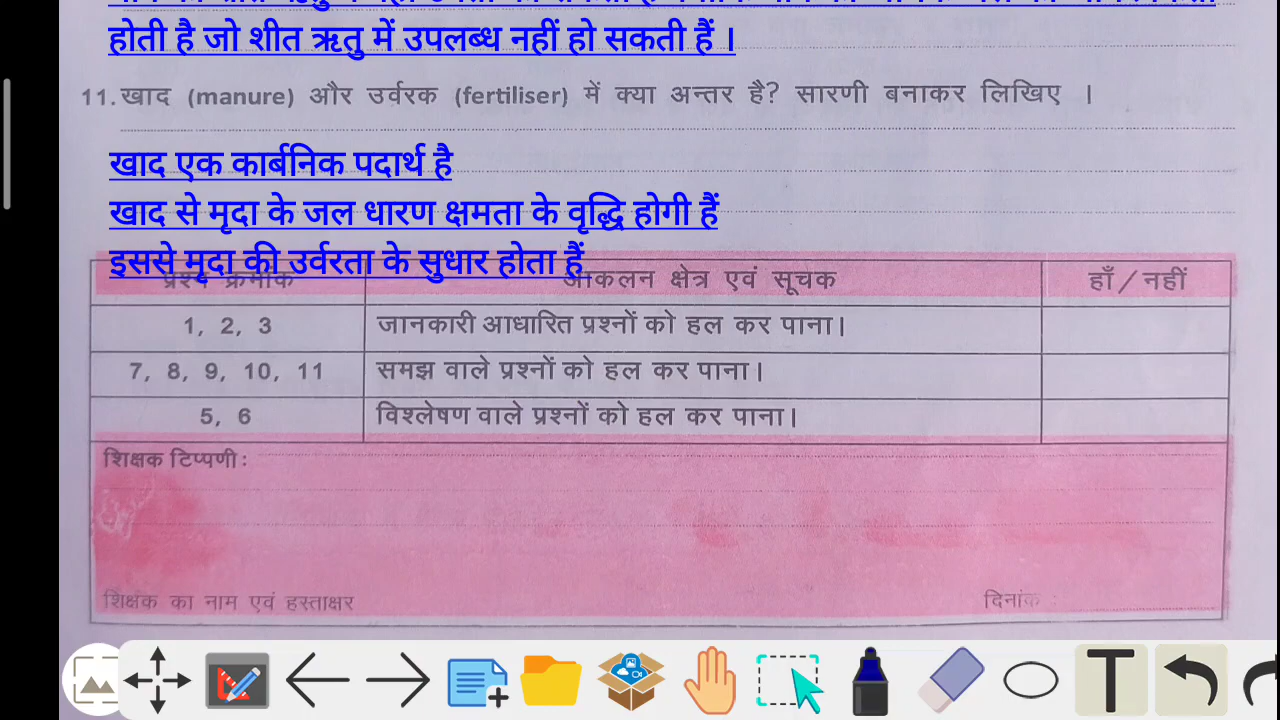 होती है जो शीत ऋतु में उपलब्ध नहीं हो सकती हैं ।
11. खाद (manure) और उर्वरक (fertiliser) में क्या अन्तर है? सारणी बनाकर लिखिए ।
खाद एक कार्बनिक पदार्थ है
खाद से मृदा के जल धारण क्षमता के वृद्धि होगी हैं
इससे मृदा की उर्वरता के सुधार होता हैं
प्रश्न क्रमांक आकलन क्षेत्र एवं सूचक हाँ / नहीं
1, 2, 3 जानकारी आधारित प्रश्नों को हल कर पाना।
7, 8, 9, 10, 11 समझ वाले प्रश्नों को हल कर पाना।
5, 6 विश्लेषण वाले प्रश्नों को हल कर पाना।
शिक्षक टिप्पणी:
शिक्षक का नाम एवं हस्ताक्षर दिनांक :
T